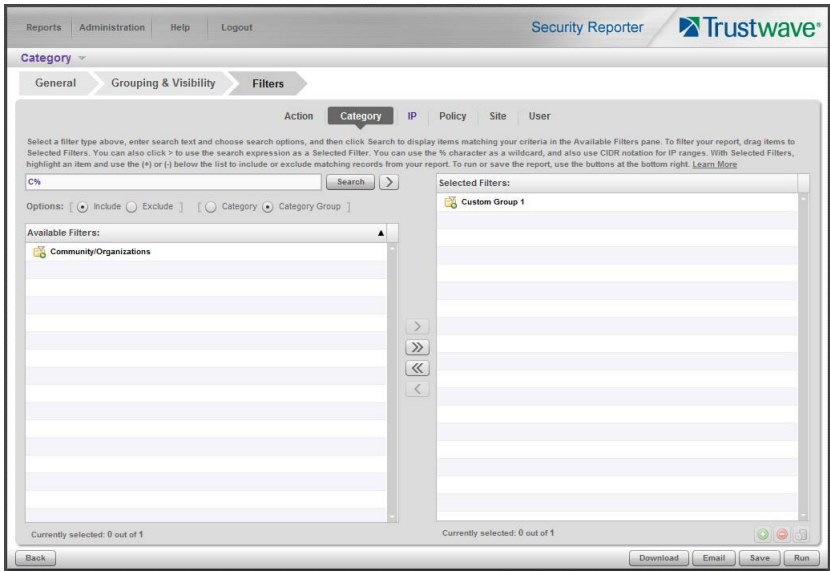 Reports Administration Help Logout Security Reporter Trustwave®
Category
General Grouping & Visibility Filters
Action Category IP Policy Site User
Select a filter type above, enter search text and choose search options, and then click Search to display items matching your criteria in the Available Filters pane. To filter your report, drag items to
Selected Filters. You can also click > to use the search expression as a Selected Filter. You can use the % character as a wildcard, and also use CIDR notation for IP ranges. With Selected Filters,
highlight an item and use the (+) or (-) below the list to include or exclude matching records from your report. To run or save the report, use the buttons at the bottom right. Learn More
C% Search >
Options: [ Include Exclude ] [ Category Category Group ]
Available Filters:
Community/Organizations
Currently selected: 0 out of 1
Selected Filters:
Custom Group 1
Currently selected: 0 out of 1
Back Download Email Save Run